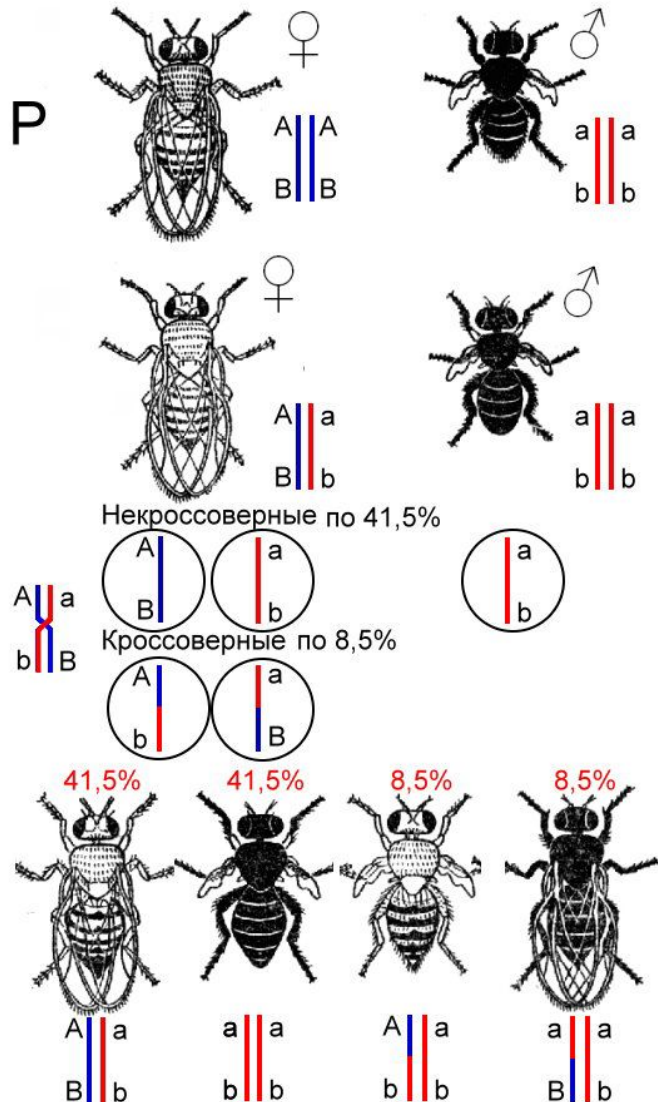 ♀ ♂
P
A A a a
B B b b
♀ ♂
A a a a
B b b b
Некроссоверные по 41,5%
A a a
B b b
A a
b B
Кроссоверные по 8,5%
A a
b B
41,5% 41,5% 8,5% 8,5%
A a a a A a a a
B b b b b b B b